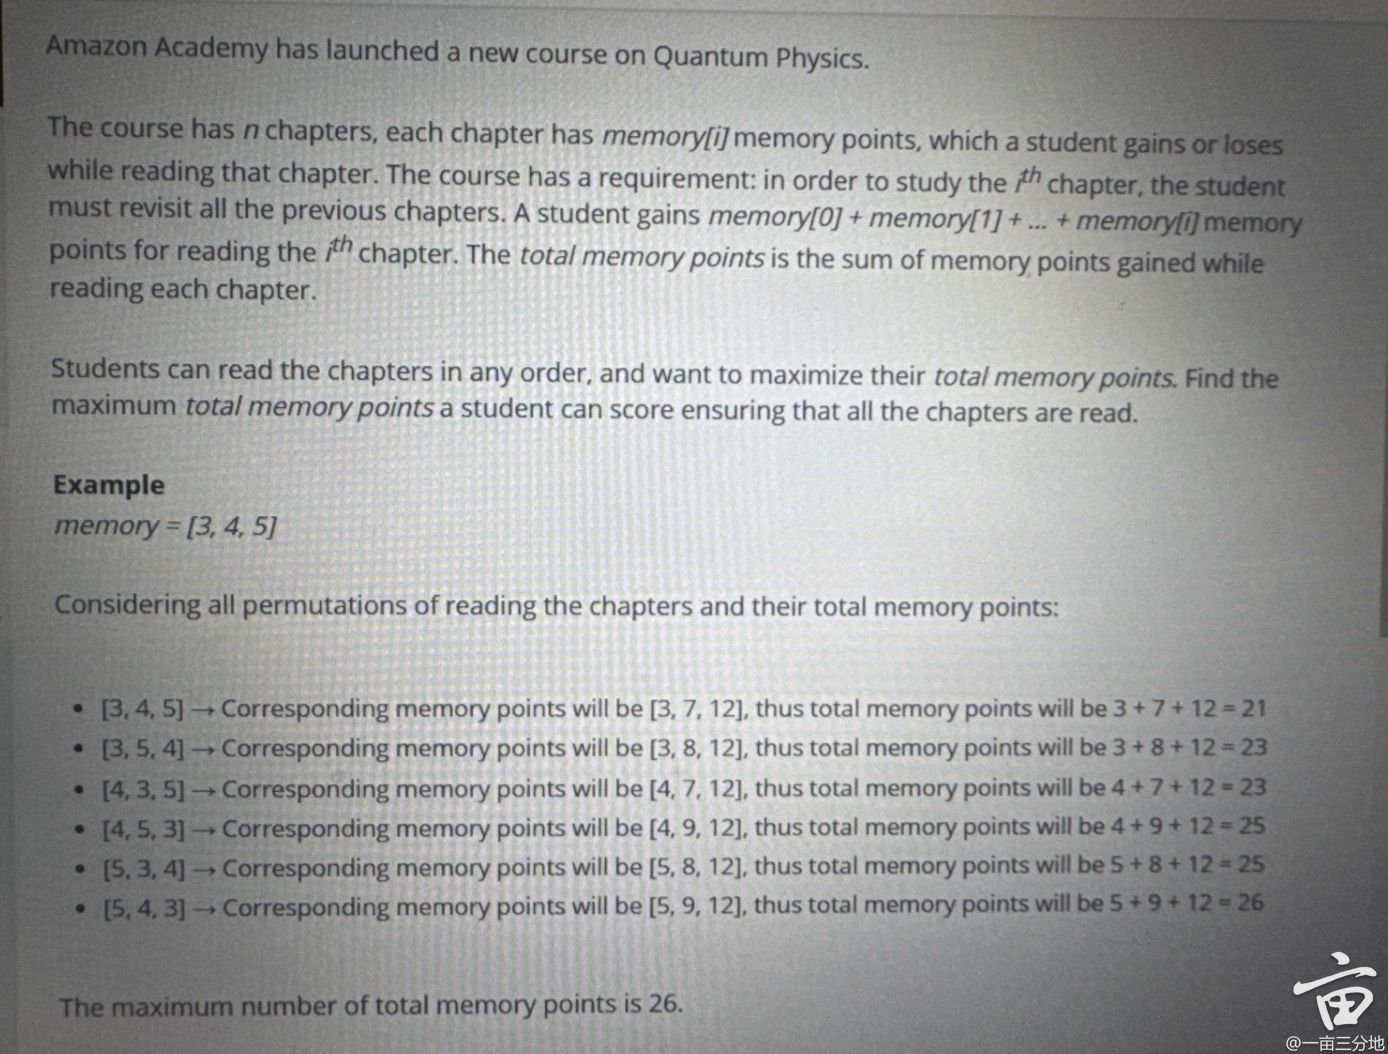 Amazon Academy has launched a new course on Quantum Physics.
The course has n chapters, each chapter has memory[i] memory points, which a student gains or loses
while reading that chapter. The course has a requirement: in order to study the ith chapter, the student
must revisit all the previous chapters. A student gains memory[0] + memory[1] + ... + memory[i] memory
points for reading the ith chapter. The total memory points is the sum of memory points gained while
reading each chapter.
Students can read the chapters in any order, and want to maximize their total memory points. Find the
maximum total memory points a student can score ensuring that all the chapters are read.
Example
memory = [3, 4, 5]
Considering all permutations of reading the chapters and their total memory points:
• [3, 4, 5] → Corresponding memory points will be [3, 7, 12], thus total memory points will be 3 + 7 + 12 = 21
• [3, 5, 4] → Corresponding memory points will be [3, 8, 12], thus total memory points will be 3 + 8 + 12 = 23
• [4, 3, 5] → Corresponding memory points will be [4, 7, 12], thus total memory points will be 4 + 7 + 12 = 23
• [4, 5, 3] → Corresponding memory points will be [4, 9, 12], thus total memory points will be 4 + 9 + 12 = 25
• [5, 3, 4] → Corresponding memory points will be [5, 8, 12], thus total memory points will be 5 + 8 + 12 = 25
• [5, 4, 3] → Corresponding memory points will be [5, 9, 12], thus total memory points will be 5 + 9 + 12 = 26
The maximum number of total memory points is 26.
亩
@一亩三分地